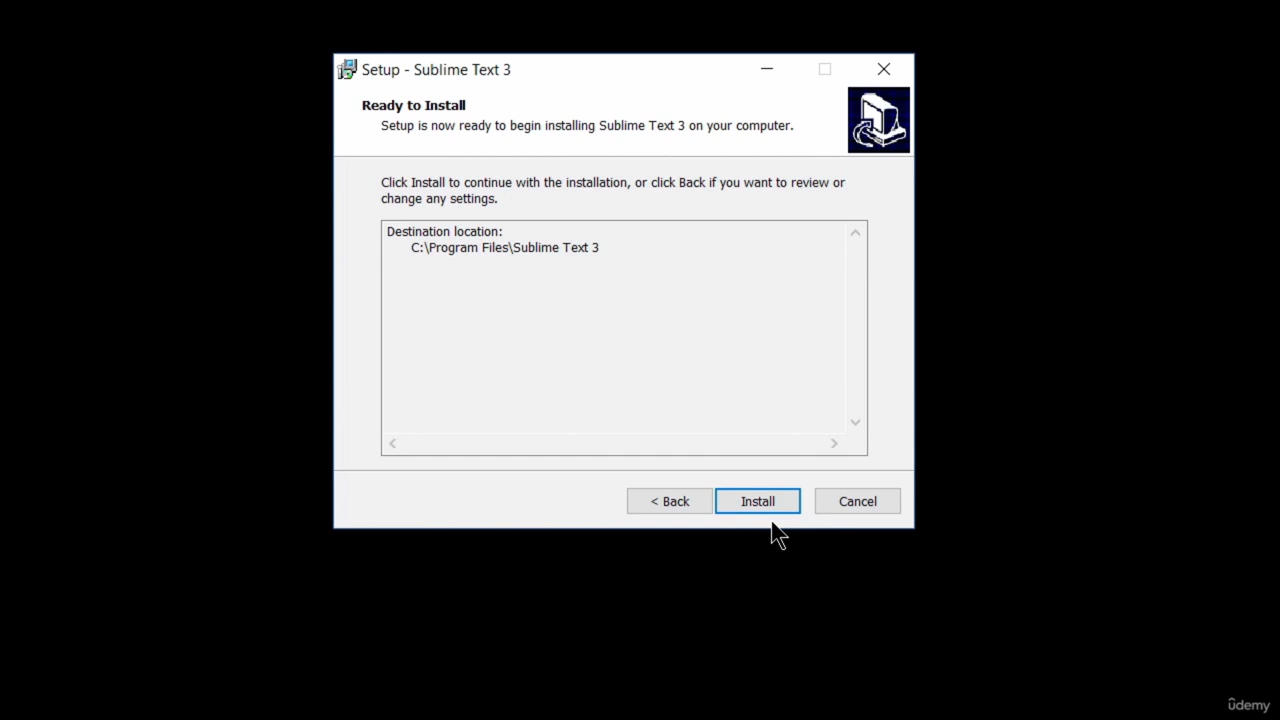 Setup - Sublime Text 3
Ready to Install
Setup is now ready to begin installing Sublime Text 3 on your computer.
Click Install to continue with the installation, or click Back if you want to review or
change any settings.
Destination location:
C:\Program Files\Sublime Text 3
< Back
Install
Cancel
ûdemy